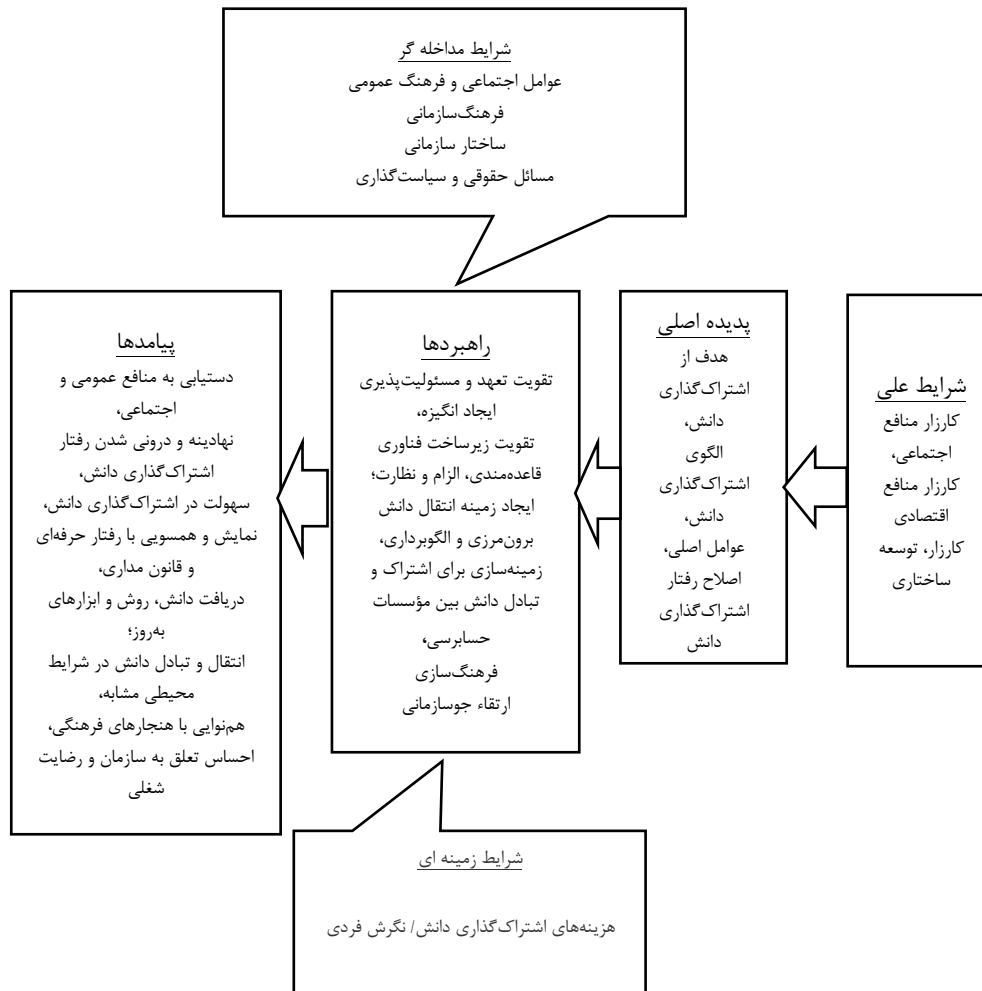 شرایط مداخله گر
عوامل اجتماعی و فرهنگ عمومی
فرهنگ‌سازمانی
ساختار سازمانی
مسائل حقوقی و سیاست‌گذاری
شرایط علی
کارزار منافع
اجتماعی،
کارزار منافع
اقتصادی
کارزار، توسعه
ساختاری
پدیده اصلی
هدف از
اشتراک‌گذاری
دانش،
الگوی
اشتراک‌گذاری
دانش،
عوامل اصلی،
اصلاح رفتار
اشتراک‌گذاری
دانش
راهبردها
تقویت تعهد و مسئولیت‌پذیری
ایجاد انگیزه،
تقویت زیرساخت فناوری
قاعده‌مندی، الزام و نظارت؛
ایجاد زمینه انتقال دانش
برون‌مرزی و الگوبرداری،
زمینه‌سازی برای اشتراک و
تبادل دانش بین مؤسسات
حسابرسی،
فرهنگ‌سازی
ارتقاء جوسازمانی
پیامدها
دستیابی به منافع عمومی و
اجتماعی،
نهادینه و درونی شدن رفتار
اشتراک‌گذاری دانش،
سهولت در اشتراک‌گذاری دانش،
نمایش و همسویی با رفتار حرفه‌ای
و قانون مداری،
دریافت دانش، روش و ابزارهای
به‌روز؛
انتقال و تبادل دانش در شرایط
محیطی مشابه،
هم‌نوایی با هنجارهای فرهنگی،
احساس تعلق به سازمان و رضایت
شغلی
شرایط زمینه ای
هزینه‌های اشتراک‌گذاری دانش/ نگرش فردی